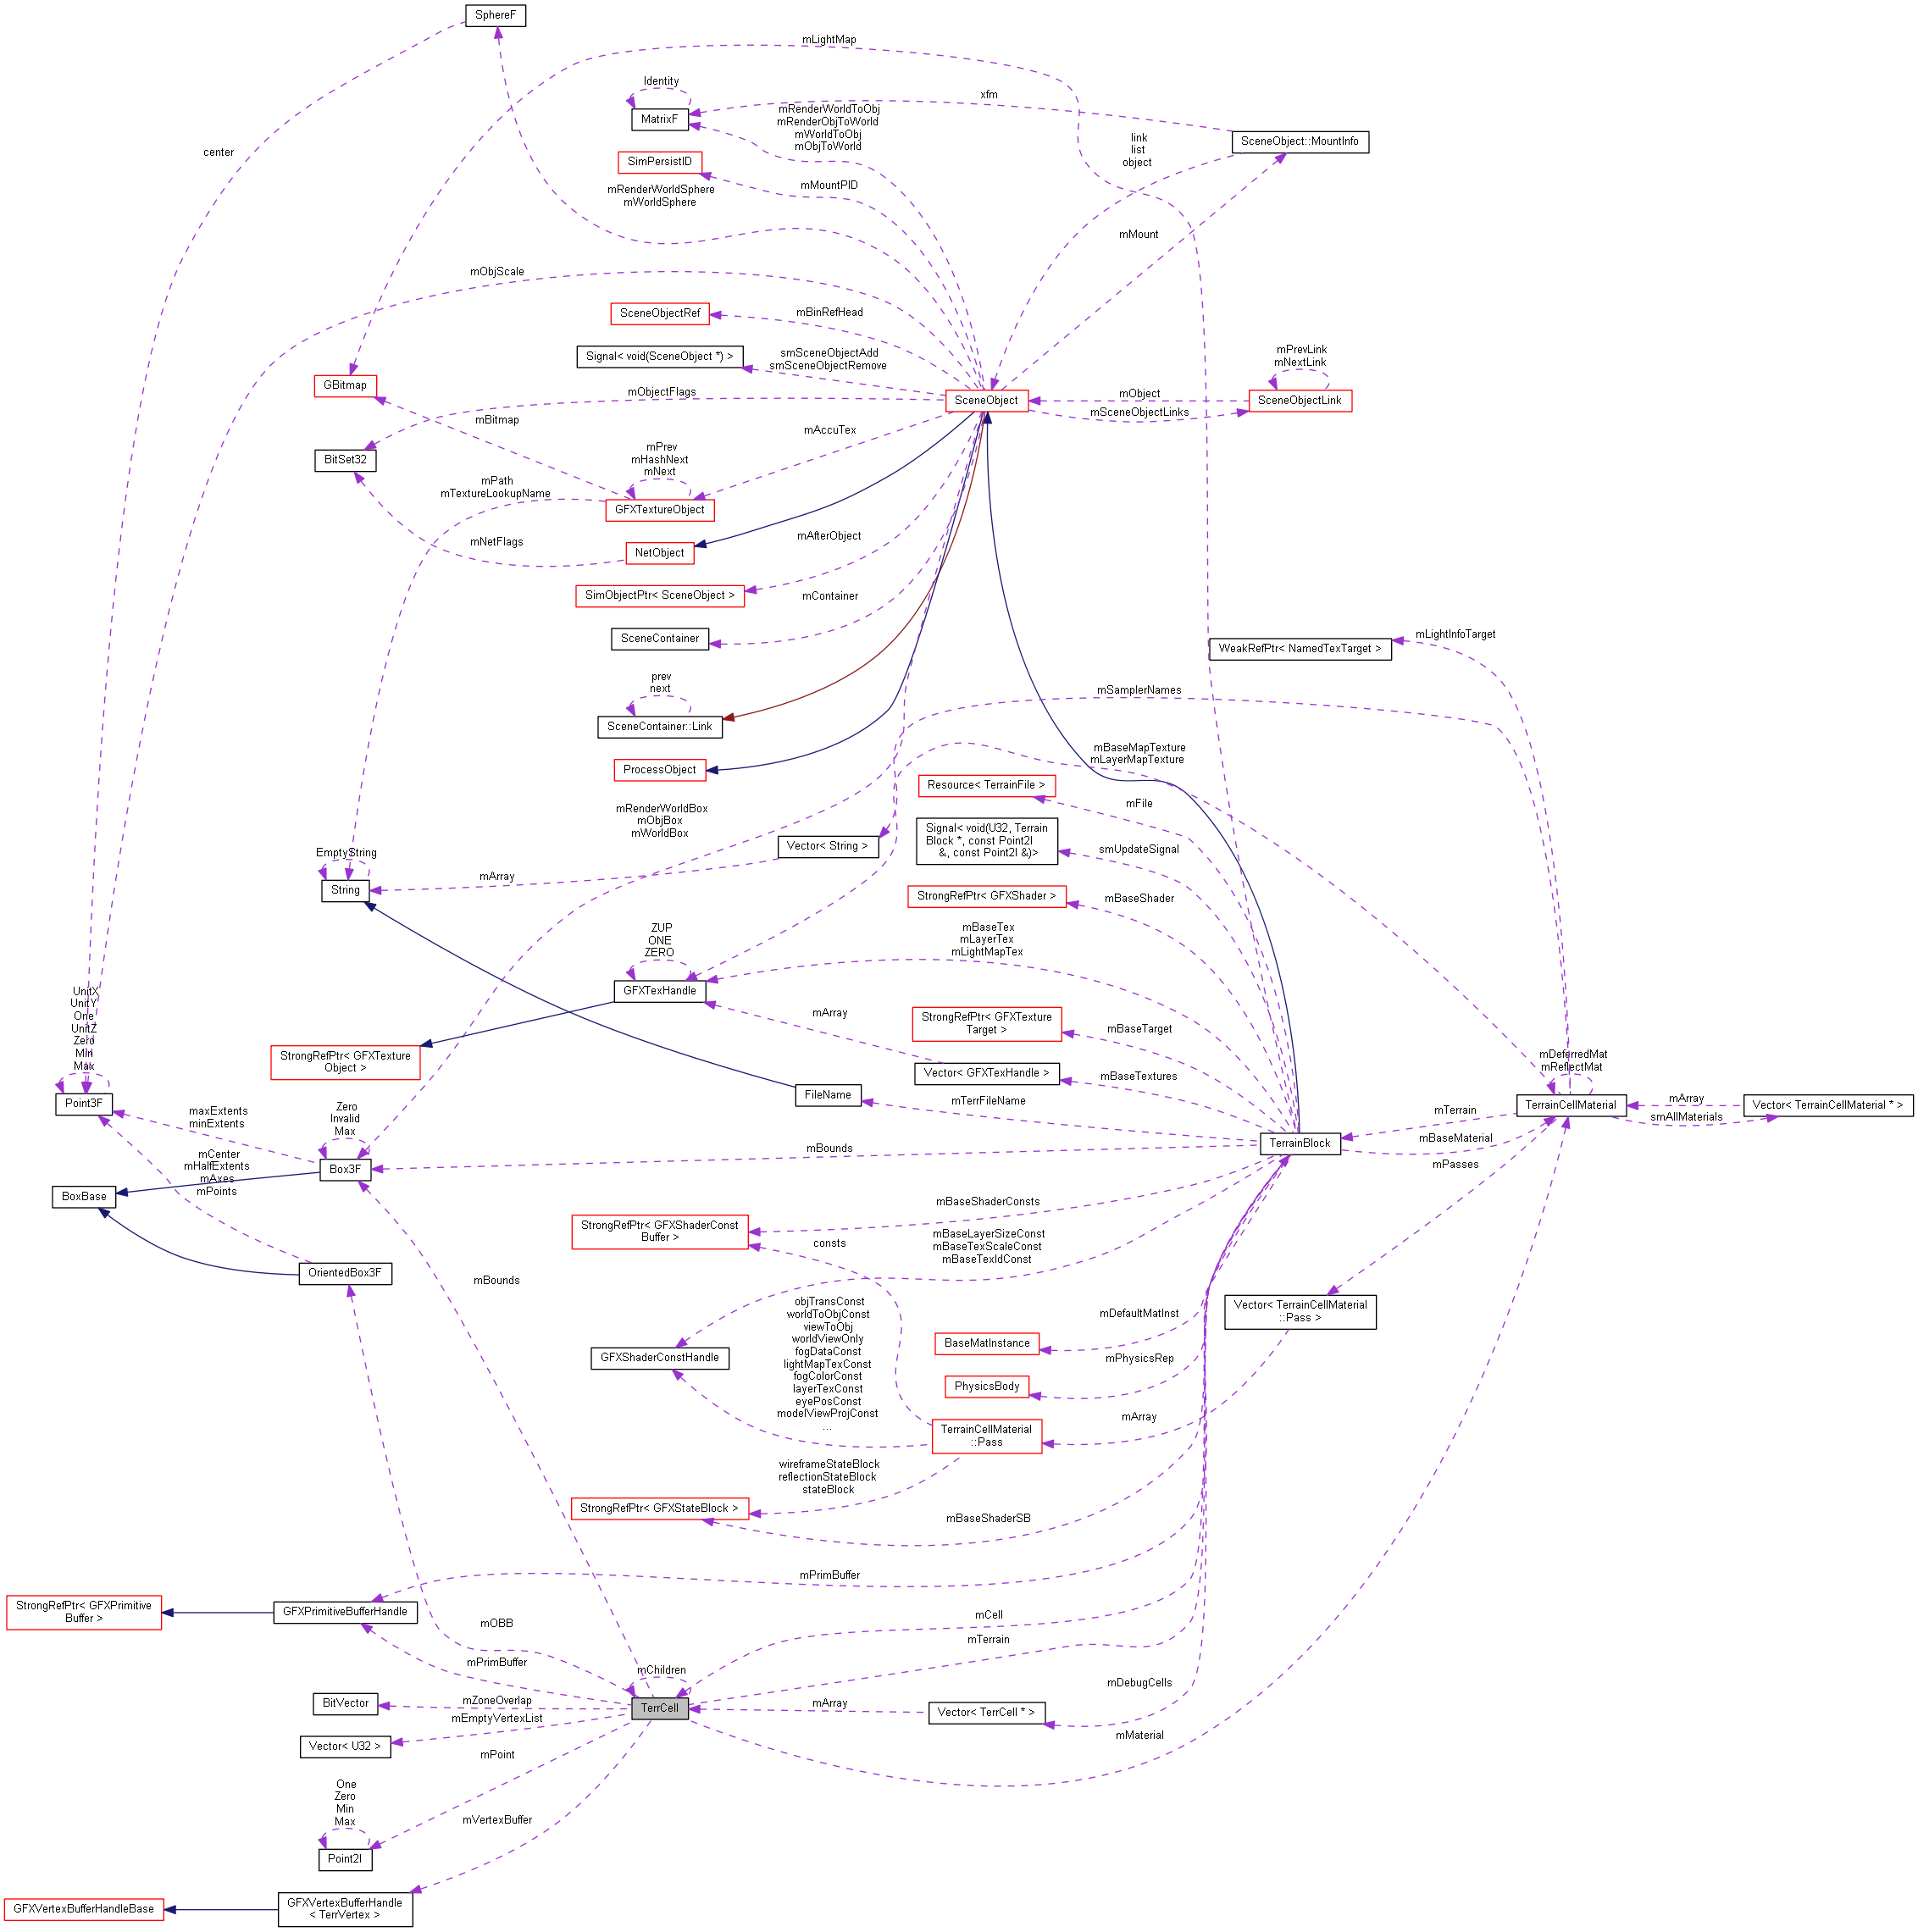 SphereF
mLightMap
Identity
xfm
mRenderWorldToObj
mRenderObjToWorld
mWorldToObj
mObjToWorld
MatrixF
link
list
object
SceneObject::MountInfo
center
SimPersistID
mMountPID
mRenderWorldSphere
mWorldSphere
mMount
mObjScale
SceneObjectRef
mBinRefHead
Signal< void(SceneObject *) >
smSceneObjectAdd
smSceneObjectRemove
mPrevLink
mNextLink
GBitmap
mObjectFlags
SceneObject
mObject
SceneObjectLink
mSceneObjectLinks
mBitmap
mAccuTex
BitSet32
mPrev
mHashNext
mNext
mPath
mTextureLookupName
GFXTextureObject
mNetFlags
NetObject
mAfterObject
SimObjectPtr< SceneObject >
mContainer
SceneContainer
mLightInfoTarget
WeakRefPtr< NamedTexTarget >
prev
next
mSamplerNames
SceneContainer::Link
ProcessObject
mBaseMapTexture
mLayerMapTexture
Resource< TerrainFile >
mFile
mRenderWorldBox
mObjBox
mWorldBox
Signal< void(U32, Terrain
Block *, const Point2I
&, const Point2I &)>
smUpdateSignal
Vector< String >
EmptyString
mArray
String
StrongRefPtr< GFXShader >
mBaseShader
ZUP
ONE
ZERO
mBaseTex
mLayerTex
mLightMapTex
GFXTexHandle
UnitX
UnitY
One
UnitZ
Zero
Min
Max
mArray
StrongRefPtr< GFXTexture
Target >
mBaseTarget
StrongRefPtr< GFXTexture
Object >
Vector< GFXTexHandle >
mBaseTextures
mDeferredMat
mReflectMat
Point3F
FileName
mTerrFileName
TerrainCellMaterial
mArray
Vector< TerrainCellMaterial * >
smAllMaterials
maxExtents
minExtents
Zero
Invalid
Max
mTerrain
mBaseMaterial
TerrainBlock
mBounds
mCenter
mHalfExtents
mAxes
mPoints
Box3F
mPasses
BoxBase
mBaseShaderConsts
StrongRefPtr< GFXShaderConst
Buffer >
consts
mBaseLayerSizeConst
mBaseTexScaleConst
mBaseTexIdConst
OrientedBox3F
mBounds
objTransConst
worldToObjConst
viewToObj
worldViewOnly
fogDataConst
lightMapTexConst
fogColorConst
layerTexConst
eyePosConst
modelViewProjConst
...
Vector< TerrainCellMaterial
::Pass >
mDefaultMatInst
BaseMatInstance
GFXShaderConstHandle
mPhysicsRep
PhysicsBody
mArray
TerrainCellMaterial
::Pass
wireframeStateBlock
reflectionStateBlock
stateBlock
StrongRefPtr< GFXStateBlock >
mBaseShaderSB
mPrimBuffer
StrongRefPtr< GFXPrimitive
Buffer >
GFXPrimitiveBufferHandle
mOBB
mCell
mTerrain
mPrimBuffer
mChildren
mDebugCells
BitVector
mZoneOverlap
TerrCell
mArray
Vector< TerrCell * >
mEmptyVertexList
mMaterial
Vector< U32 >
mPoint
One
Zero
Min
Max
mVertexBuffer
Point2I
GFXVertexBufferHandleBase
GFXVertexBufferHandle
< TerrVertex >